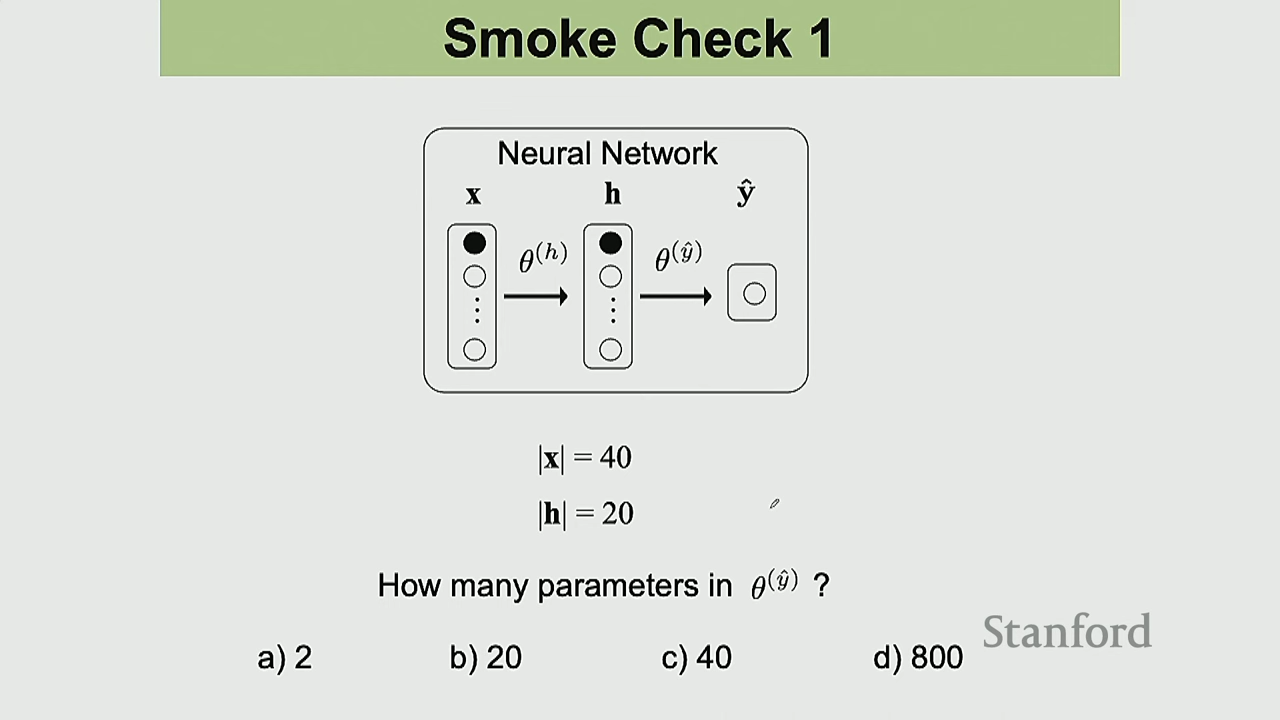 Smoke Check 1
Neural Network
x h ŷ
θ^(h) θ^(ŷ)
|x| = 40
|h| = 20
How many parameters in θ^(ŷ) ?
a) 2 b) 20 c) 40 d) 800
Stanford